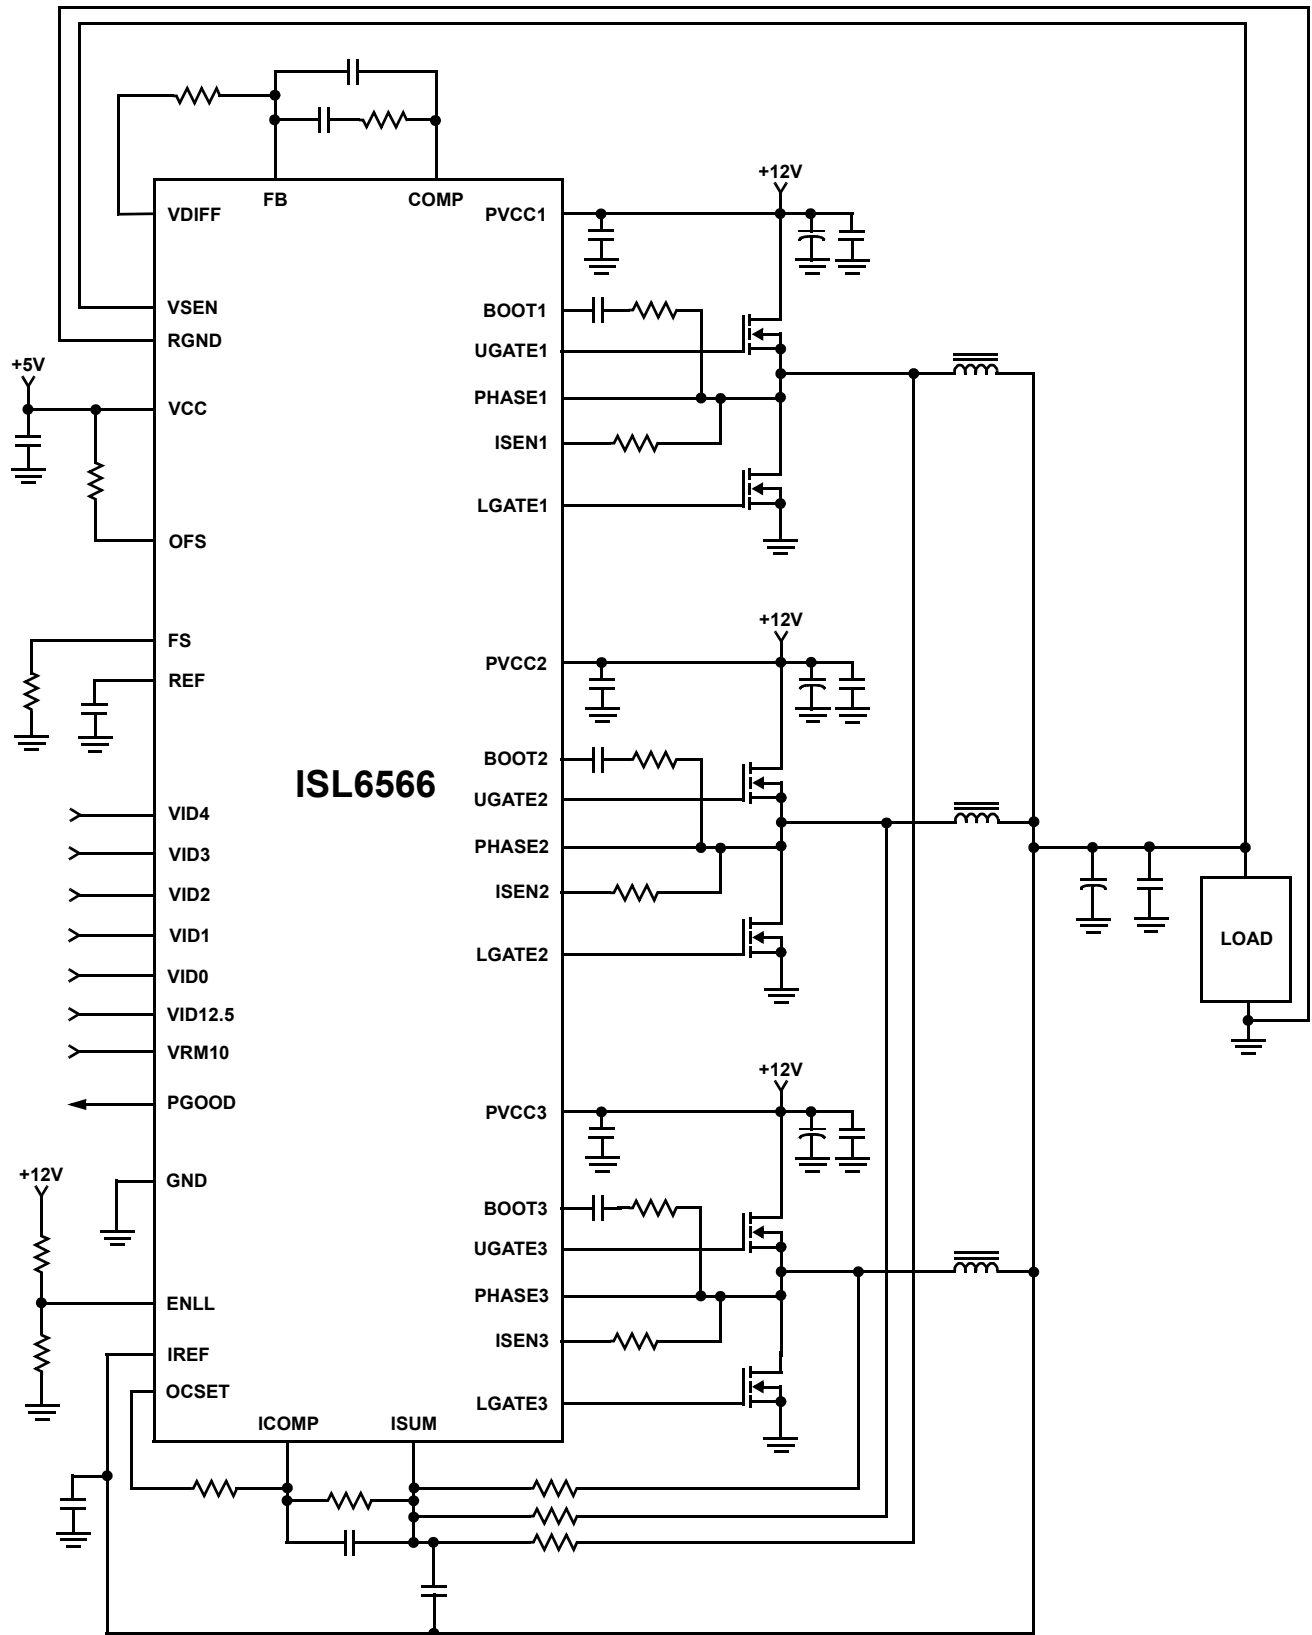 FB
COMP
+12V
VDIFF
PVCC1
VSEN
BOOT1
RGND
UGATE1
+5V
PHASE1
VCC
ISEN1
LGATE1
OFS
+12V
FS
PVCC2
REF
BOOT2
ISL6566
UGATE2
VID4
PHASE2
VID3
ISEN2
VID2
VID1
LOAD
LGATE2
VID0
VID12.5
VRM10
+12V
PGOOD
PVCC3
+12V
GND
BOOT3
UGATE3
PHASE3
ENLL
ISEN3
IREF
OCSET
LGATE3
ICOMP
ISUM